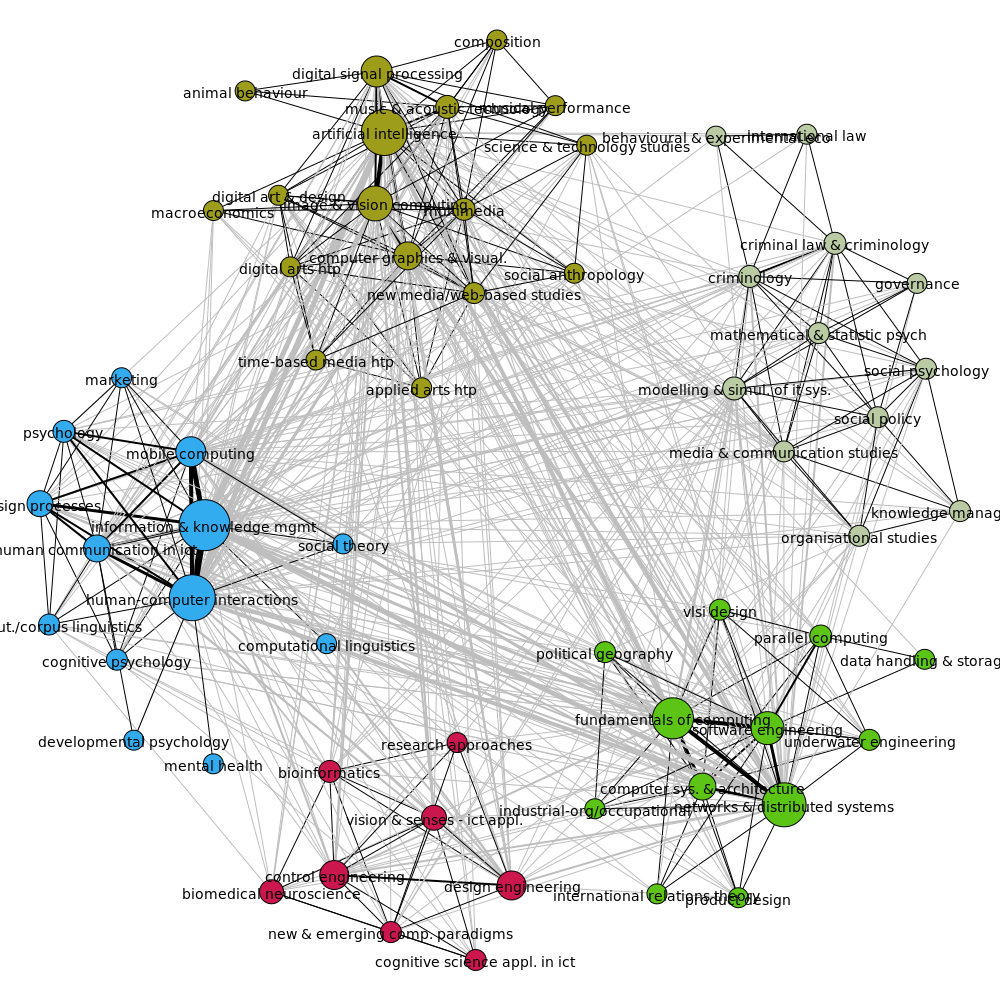 composition
digital signal processing
animal behaviour
music & acoustic technology
musical performance
artificial intelligence
behavioural & experimental eco
international law
science & technology studies
digital art & design
image & vision computing
macroeconomics
multimedia
criminal law & criminology
computer graphics & visual.
digital arts htp
social anthropology
criminology
governance
new media/web-based studies
mathematical & statistic psych
time-based media htp
social psychology
marketing
applied arts htp
modelling & simul. of it sys.
social policy
psychology
mobile computing
media & communication studies
sign processes
knowledge manag
information & knowledge mgmt
organisational studies
human communication in ict
social theory
human-computer interactions
vlsi design
ut./corpus linguistics
parallel computing
computational linguistics
political geography
cognitive psychology
data handling & storag
fundamentals of computing
software engineering
developmental psychology
research approaches
underwater engineering
mental health
bioinformatics
computer sys. & architecture
networks & distributed systems
industrial-org/occupational
vision & senses - ict appl.
control engineering
design engineering
biomedical neuroscience
international relations theory
product design
new & emerging comp. paradigms
cognitive science appl. in ict